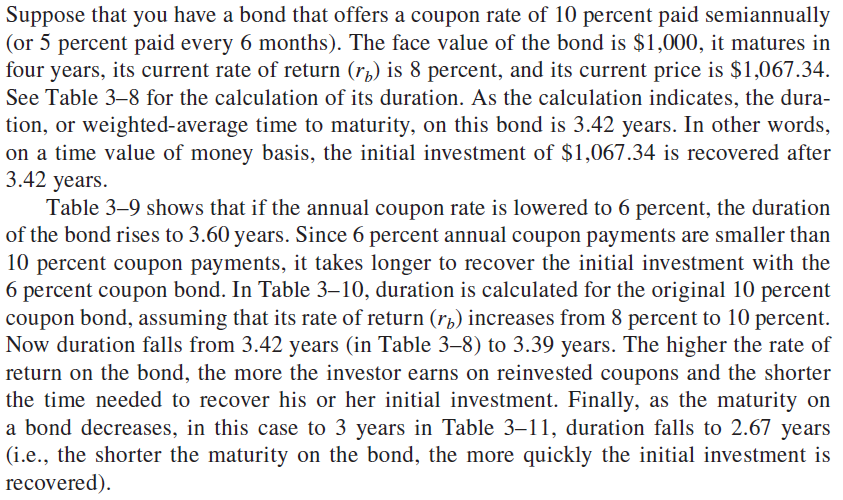 Suppose that you have a bond that offers a coupon rate of 10 percent paid semiannually
(or 5 percent paid every 6 months). The face value of the bond is $1,000, it matures in
four years, its current rate of return (r_b) is 8 percent, and its current price is $1,067.34.
See Table 3–8 for the calculation of its duration. As the calculation indicates, the dura-
tion, or weighted-average time to maturity, on this bond is 3.42 years. In other words,
on a time value of money basis, the initial investment of $1,067.34 is recovered after
3.42 years.
Table 3–9 shows that if the annual coupon rate is lowered to 6 percent, the duration
of the bond rises to 3.60 years. Since 6 percent annual coupon payments are smaller than
10 percent coupon payments, it takes longer to recover the initial investment with the
6 percent coupon bond. In Table 3–10, duration is calculated for the original 10 percent
coupon bond, assuming that its rate of return (r_b) increases from 8 percent to 10 percent.
Now duration falls from 3.42 years (in Table 3–8) to 3.39 years. The higher the rate of
return on the bond, the more the investor earns on reinvested coupons and the shorter
the time needed to recover his or her initial investment. Finally, as the maturity on
a bond decreases, in this case to 3 years in Table 3–11, duration falls to 2.67 years
(i.e., the shorter the maturity on the bond, the more quickly the initial investment is
recovered).